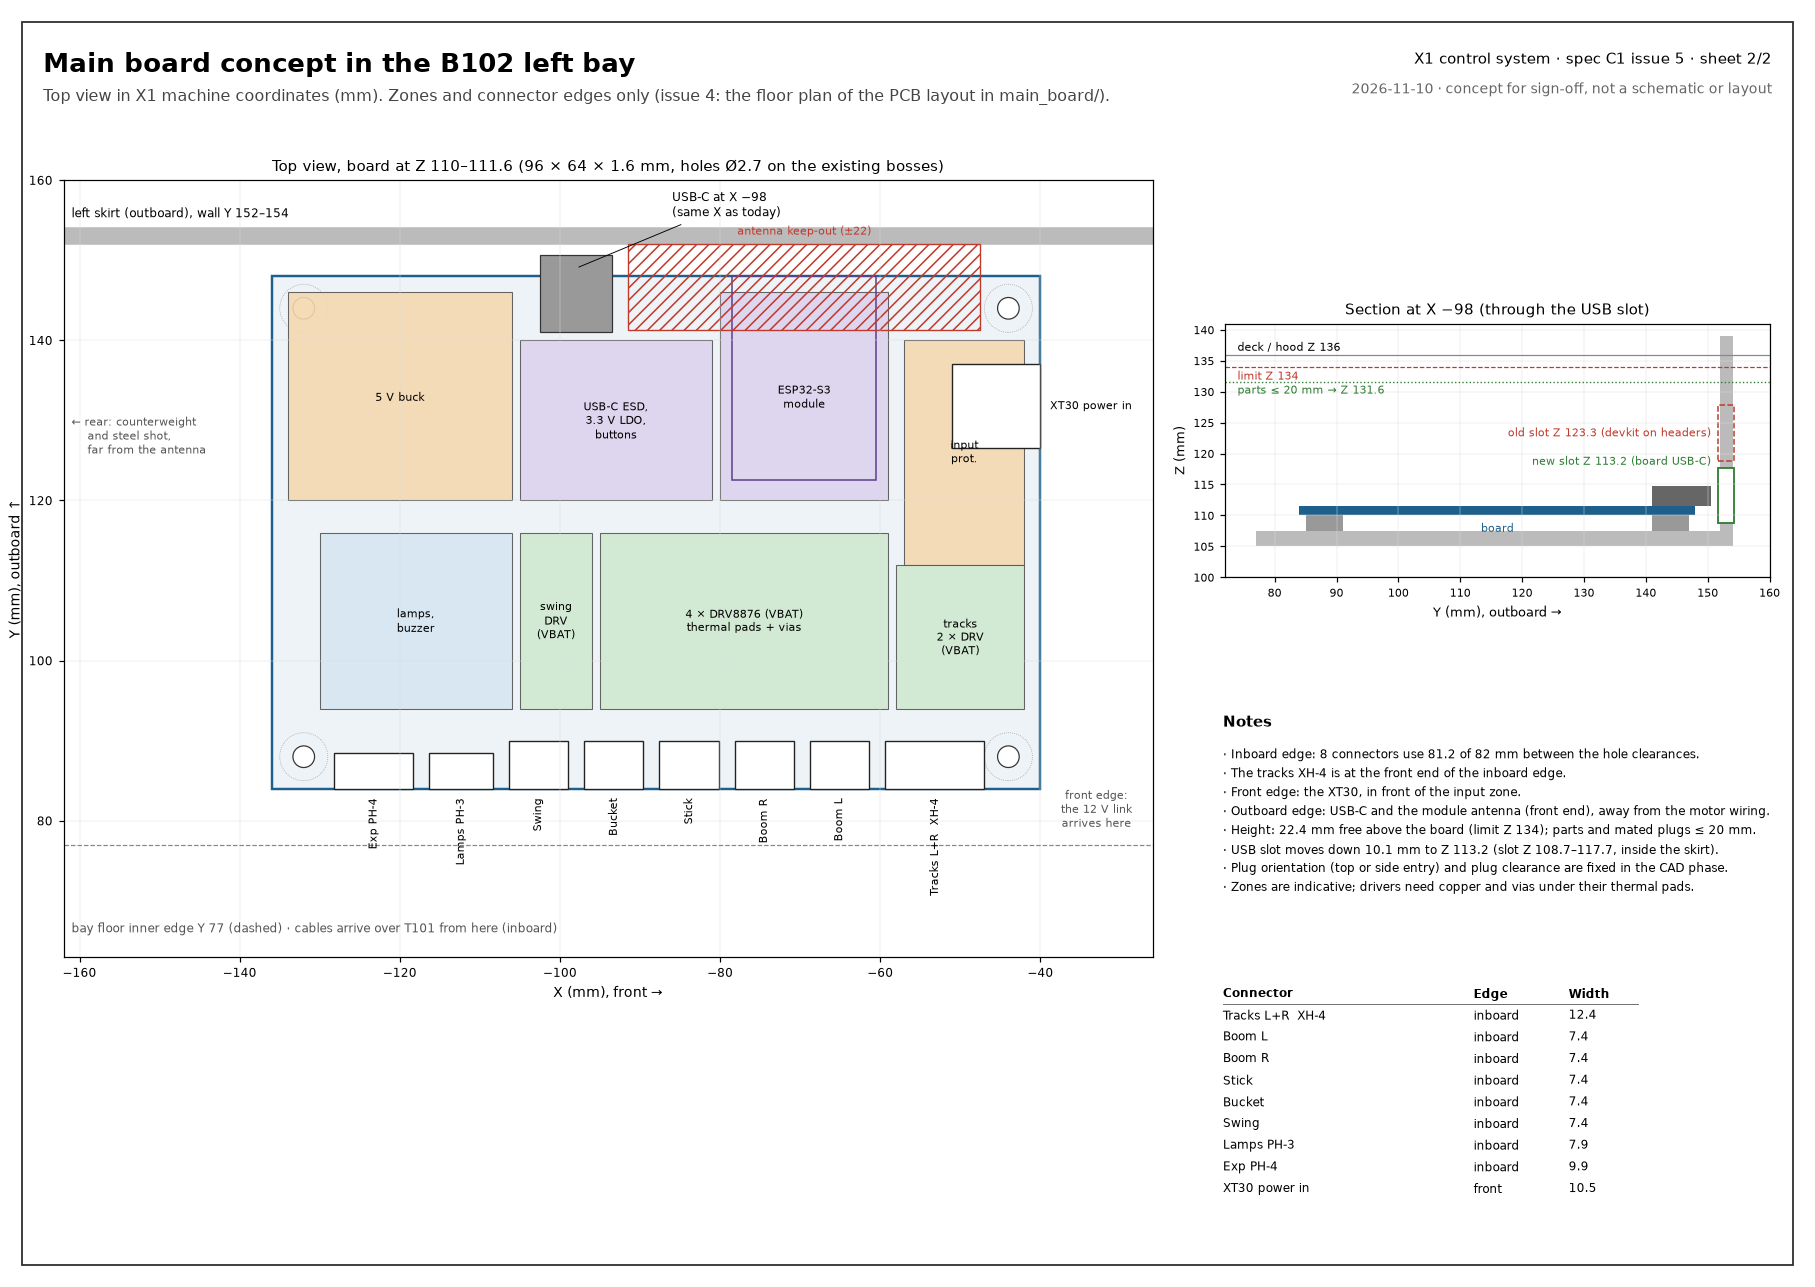 Main board concept in the B102 left bay
X1 control system · spec C1 issue 5 · sheet 2/2
Top view in X1 machine coordinates (mm). Zones and connector edges only (issue 4: the floor plan of the PCB layout in main_board/).
2026-11-10 · concept for sign-off, not a schematic or layout
Top view, board at Z 110–111.6 (96 × 64 × 1.6 mm, holes Ø2.7 on the existing bosses)
160
140
120
100
80
Y (mm), outboard ↑
left skirt (outboard), wall Y 152–154
USB-C at X −98
(same X as today)
antenna keep-out (±22)
5 V buck
USB-C ESD,
3.3 V LDO,
buttons
ESP32-S3
module
input
prot.
XT30 power in
← rear: counterweight
and steel shot,
far from the antenna
lamps,
buzzer
swing
DRV
(VBAT)
4 × DRV8876 (VBAT)
thermal pads + vias
tracks
2 × DRV
(VBAT)
Exp PH-4
Lamps PH-3
Swing
Bucket
Stick
Boom R
Boom L
Tracks L+R  XH-4
front edge:
the 12 V link
arrives here
bay floor inner edge Y 77 (dashed) · cables arrive over T101 from here (inboard)
−160
−140
−120
−100
−80
−60
−40
X (mm), front →
Section at X −98 (through the USB slot)
140
135
130
125
120
115
110
105
100
Z (mm)
deck / hood Z 136
limit Z 134
parts ≤ 20 mm → Z 131.6
old slot Z 123.3 (devkit on headers)
new slot Z 113.2 (board USB-C)
board
80
90
100
110
120
130
140
150
160
Y (mm), outboard →
Notes
· Inboard edge: 8 connectors use 81.2 of 82 mm between the hole clearances.
· The tracks XH-4 is at the front end of the inboard edge.
· Front edge: the XT30, in front of the input zone.
· Outboard edge: USB-C and the module antenna (front end), away from the motor wiring.
· Height: 22.4 mm free above the board (limit Z 134); parts and mated plugs ≤ 20 mm.
· USB slot moves down 10.1 mm to Z 113.2 (slot Z 108.7–117.7, inside the skirt).
· Plug orientation (top or side entry) and plug clearance are fixed in the CAD phase.
· Zones are indicative; drivers need copper and vias under their thermal pads.
Connector Edge Width
Tracks L+R  XH-4 inboard 12.4
Boom L inboard 7.4
Boom R inboard 7.4
Stick inboard 7.4
Bucket inboard 7.4
Swing inboard 7.4
Lamps PH-3 inboard 7.9
Exp PH-4 inboard 9.9
XT30 power in front 10.5